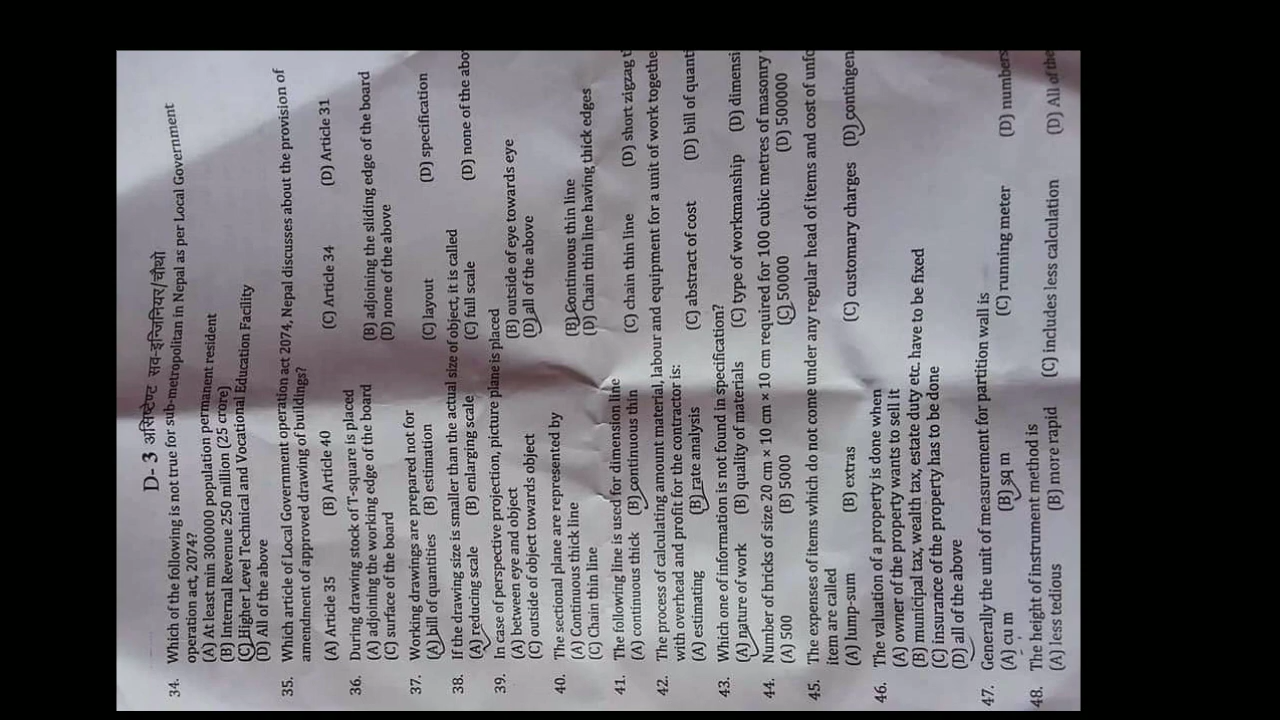 D- 3 असिष्टेण्ट सव-इन्जिनियर/चौथो
34. Which of the following is not true for sub-metropolitan in Nepal as per Local Government
operation act, 2074?
(A) At least min 300000 population permanent resident
(B) Internal Revenue 250 million (25 crore)
(C) Higher Level Technical and Vocational Education Facility
(D) All of the above
35. Which article of Local Government operation act 2074, Nepal discusses about the provision of
amendment of approved drawing of buildings?
(A) Article 35 (B) Article 40 (C) Article 34 (D) Article 31
36. During drawing stock of T-square is placed
(A) adjoining the working edge of the board (B) adjoining the sliding edge of the board
(C) surface of the board (D) none of the above
37. Working drawings are prepared not for
(A) bill of quantities (B) estimation (C) layout (D) specification
38. If the drawing size is smaller than the actual size of object, it is called
(A) reducing scale (B) enlarging scale (C) full scale (D) none of the abo
39. In case of perspective projection, picture plane is placed
(A) between eye and object (B) outside of eye towards eye
(C) outside of object towards object (D) all of the above
40. The sectional plane are represented by
(A) Continuous thick line (B) Continuous thin line
(C) Chain thin line (D) Chain thin line having thick edges
41. The following line is used for dimension line
(A) continuous thick (B) continuous thin (C) chain thin line (D) short zigzag t
42. The process of calculating amount material, labour and equipment for a unit of work togethe
with overhead and profit for the contractor is:
(A) estimating (B) rate analysis (C) abstract of cost (D) bill of quant
43. Which one of information is not found in specification?
(A) nature of work (B) quality of materials (C) type of workmanship (D) dimensi
44. Number of bricks of size 20 cm × 10 cm × 10 cm required for 100 cubic metres of masonry
(A) 500 (B) 5000 (C) 50000 (D) 500000
45. The expenses of items which do not come under any regular head of items and cost of unfo
item are called
(A) lump-sum (B) extras (C) customary charges (D) contingen
46. The valuation of a property is done when
(A) owner of the property wants to sell it
(B) municipal tax, wealth tax, estate duty etc. have to be fixed
(C) insurance of the property has to be done
(D) all of the above
47. Generally the unit of measurement for partition wall is
(A) cu m (B) sq m (C) running meter (D) numbers
48. The height of instrument method is
(A) less tedious (B) more rapid (C) includes less calculation (D) All of the